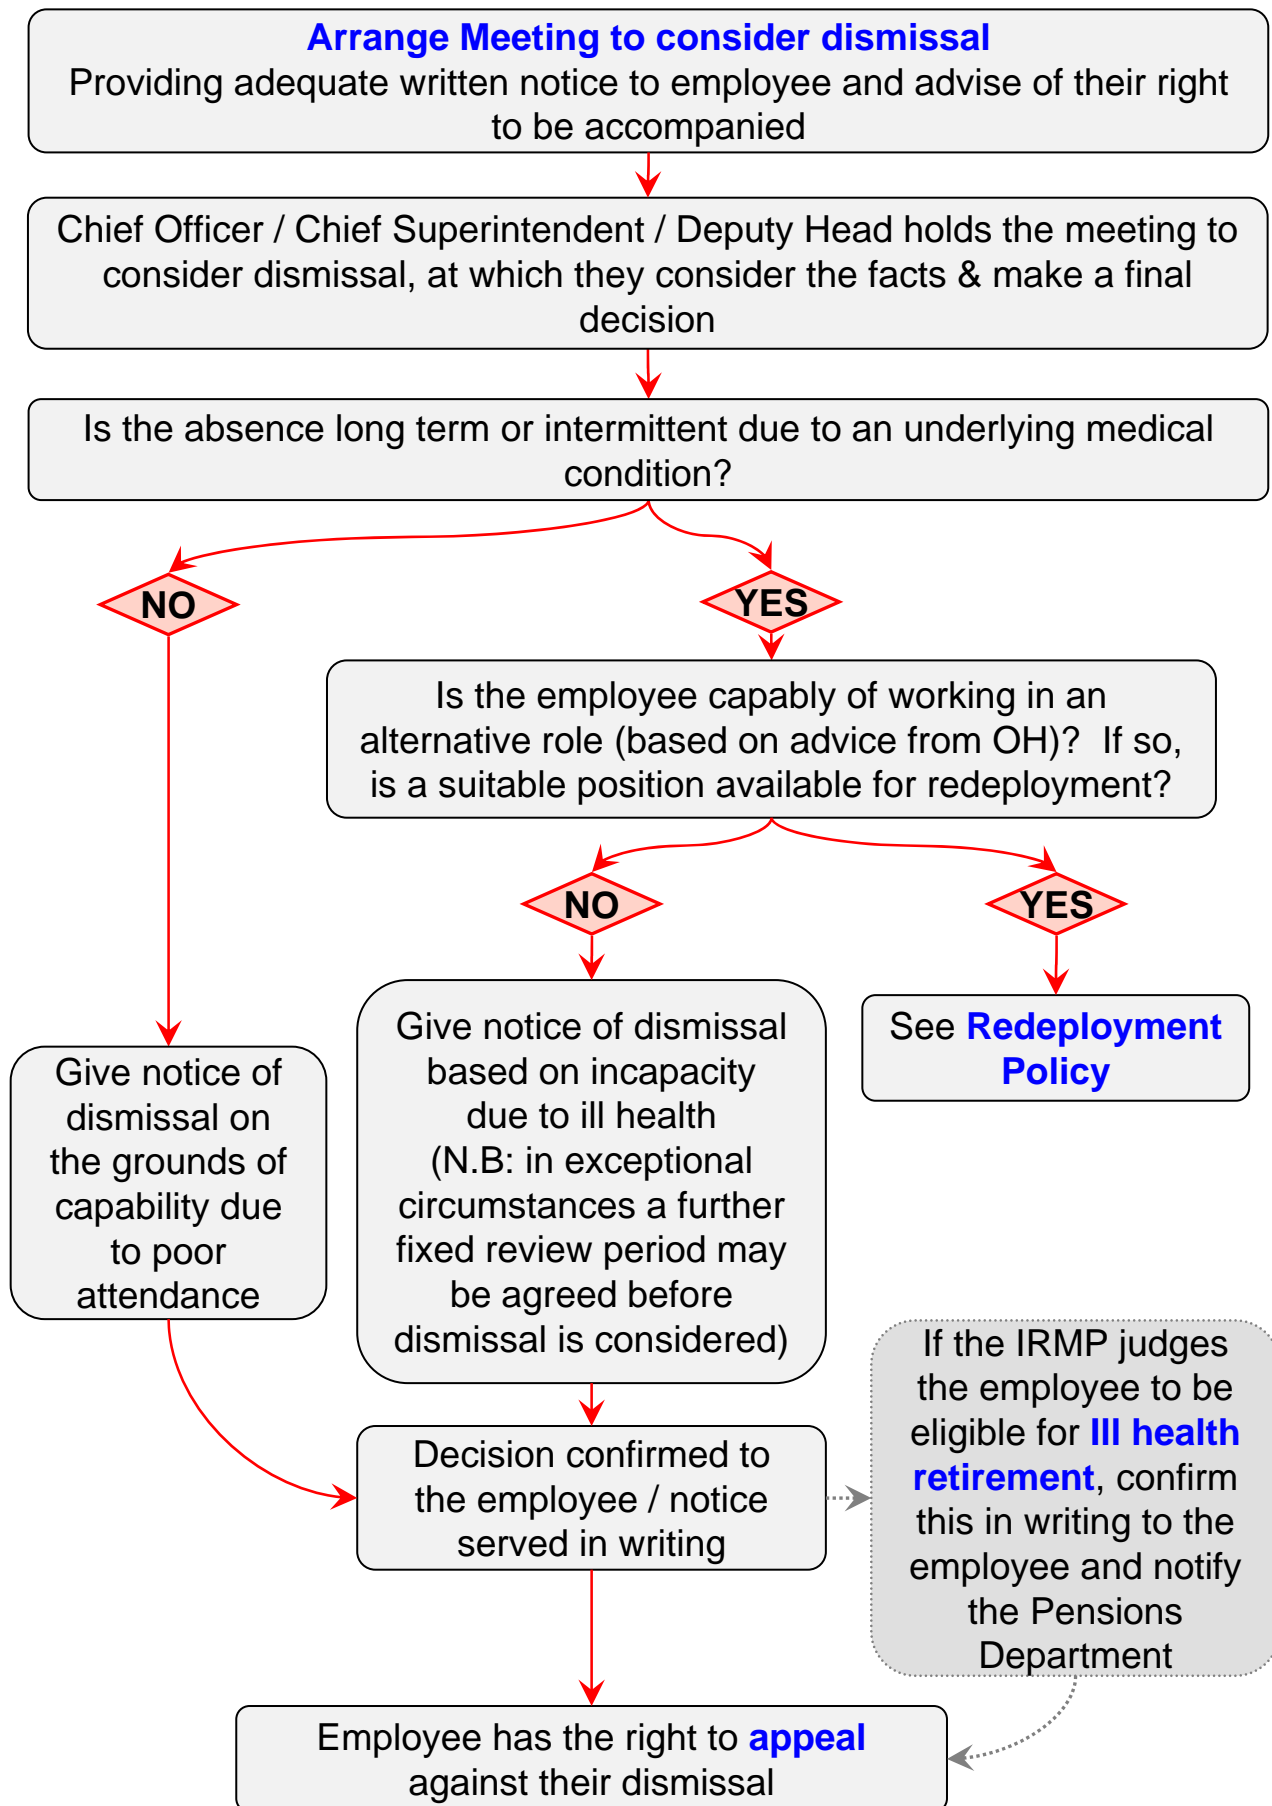 Arrange Meeting to consider dismissal
Providing adequate written notice to employee and advise of their right
to be accompanied
Chief Officer / Chief Superintendent / Deputy Head holds the meeting to
consider dismissal, at which they consider the facts & make a final
decision
Is the absence long term or intermittent due to an underlying medical
condition?
NO
YES
Is the employee capably of working in an
alternative role (based on advice from OH)?  If so,
is a suitable position available for redeployment?
NO
YES
Give notice of
dismissal on
the grounds of
capability due
to poor
attendance
Give notice of dismissal
based on incapacity
due to ill health
(N.B: in exceptional
circumstances a further
fixed review period may
be agreed before
dismissal is considered)
See Redeployment
Policy
Decision confirmed to
the employee / notice
served in writing
If the IRMP judges
the employee to be
eligible for Ill health
retirement, confirm
this in writing to the
employee and notify
the Pensions
Department
Employee has the right to appeal
against their dismissal